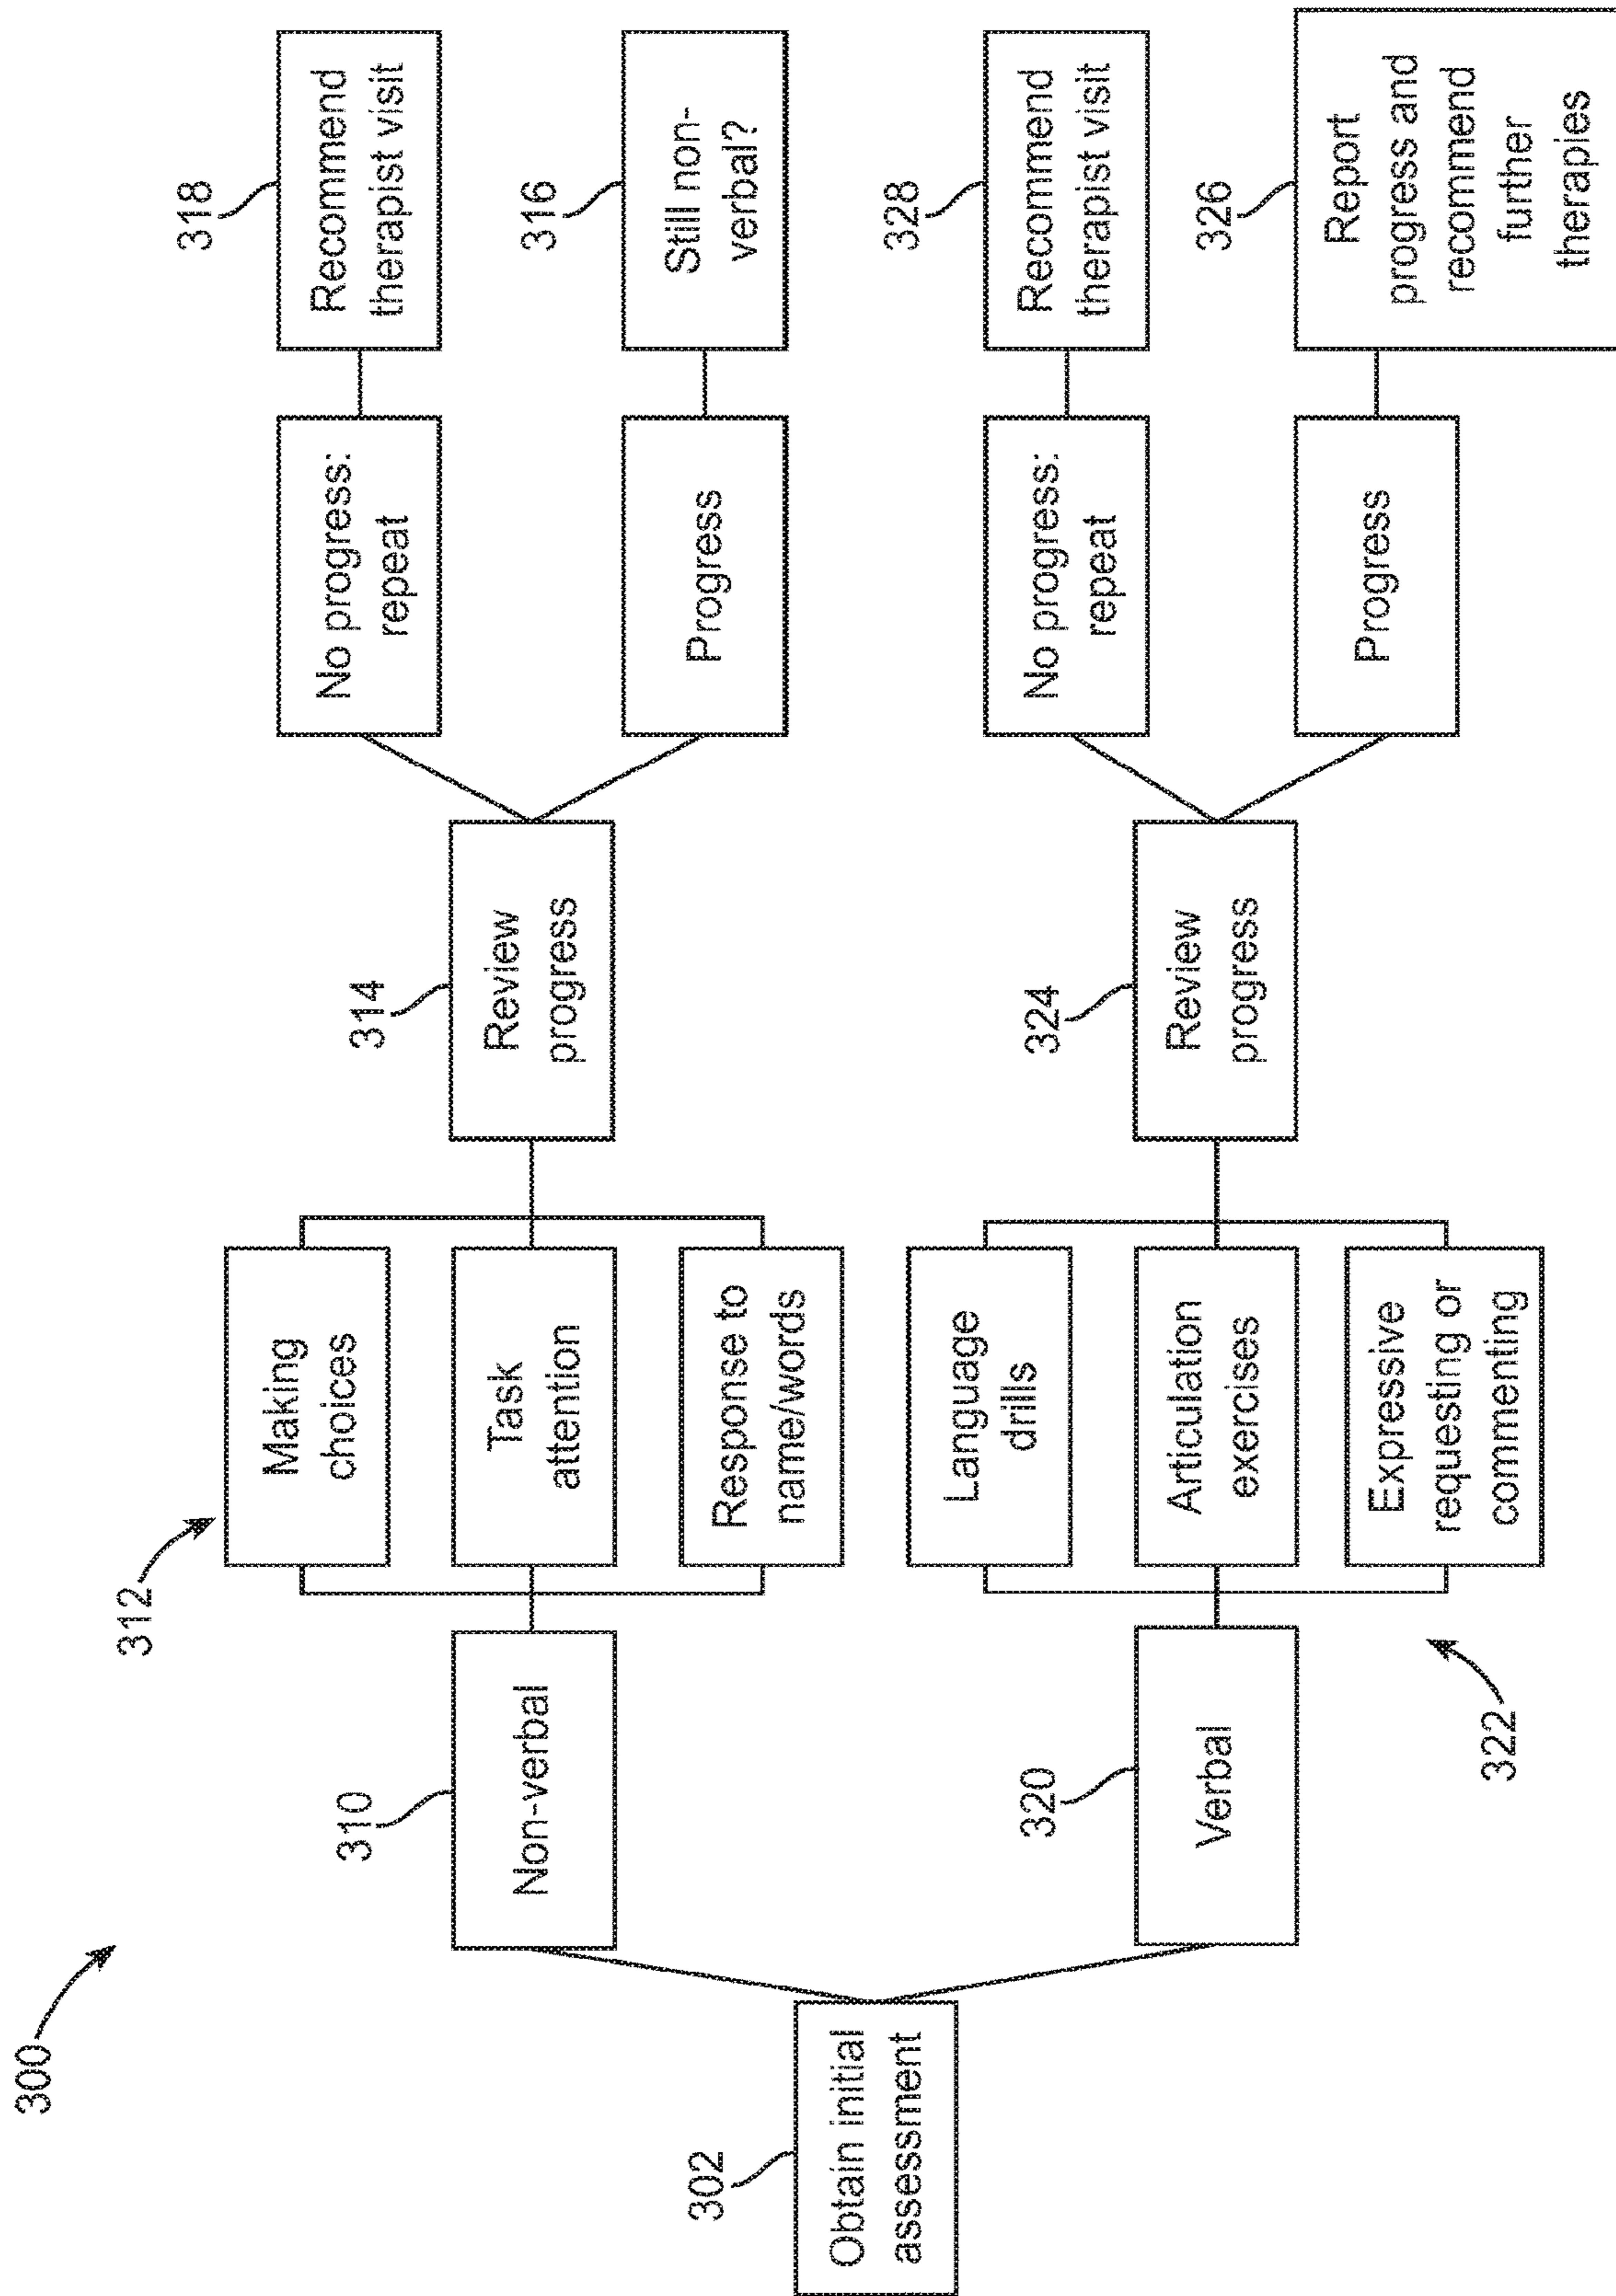 300
302
Obtain initial
assessment
310
Non-verbal
312
Making
choices
Task
attention
Response to
name/words
314
Review
progress
No progress:
repeat
318
Recommend
therapist visit
Progress
316
Still non-
verbal?
320
Verbal
322
Language
drills
Articulation
exercises
Expressive
requesting or
commenting
324
Review
progress
No progress:
repeat
328
Recommend
therapist visit
Progress
326
Report
progress and
recommend
further
therapies